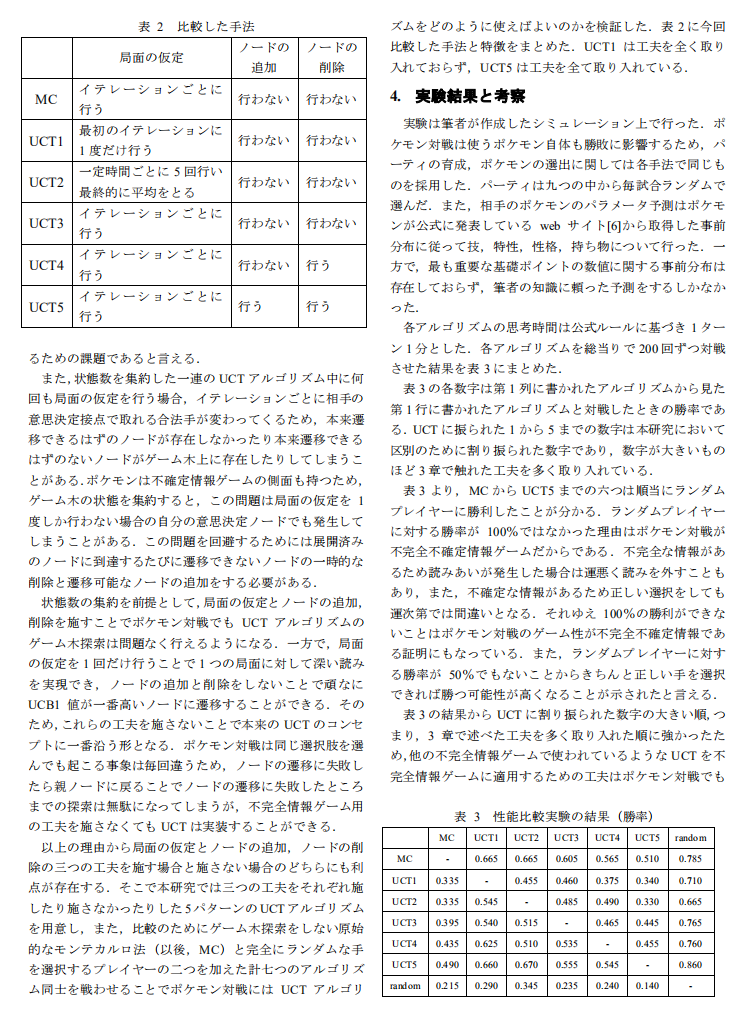 表 2 比較した手法
局面の仮定 ノードの追加 ノードの削除
MC イテレーションごとに行う 行わない 行わない
UCT1 最初のイテレーションに1度だけ行う 行わない 行わない
UCT2 一定時間ごとに5回行い最終的に平均をとる 行わない 行わない
UCT3 イテレーションごとに行う 行わない 行わない
UCT4 イテレーションごとに行う 行わない 行う
UCT5 イテレーションごとに行う 行う 行う
るための課題であると言える．
また,状態数を集約した一連の UCT アルゴリズム中に何
回も局面の仮定を行う場合，イテレーションごとに相手の
意思決定接点で取れる合法手が変わってくるため，本来遷
移できるはずのノードが存在しなかったり本来遷移できる
はずのないノードがゲーム木上に存在したりしてしまうこ
とがある.ポケモンは不確定情報ゲームの側面も持つため,
ゲーム木の状態を集約すると，この問題は局面の仮定を 1
度しか行わない場合の自分の意思決定ノードでも発生して
しまうことがある．この問題を回避するためには展開済み
のノードに到達するたびに遷移できないノードの一時的な
削除と遷移可能なノードの追加をする必要がある．
状態数の集約を前提として,局面の仮定とノードの追加,
削除を施すことでポケモン対戦でも UCT アルゴリズムの
ゲーム木探索は問題なく行えるようになる．一方で，局面
の仮定を 1 回だけ行うことで 1 つの局面に対して深い読み
を実現でき，ノードの追加と削除をしないことで頑なに
UCB1 値が一番高いノードに遷移することができる．その
ため,これらの工夫を施さないことで本来の UCT のコンセ
プトに一番沿う形となる．ポケモン対戦は同じ選択肢を選
んでも起こる事象は毎回違うため，ノードの遷移に失敗し
たら親ノードに戻ることでノードの遷移に失敗したところ
までの探索は無駄になってしまうが，不完全情報ゲーム用
の工夫を施さなくても UCT は実装することができる．
以上の理由から局面の仮定とノードの追加，ノードの削
除の三つの工夫を施す場合と施さない場合のどちらにも利
点が存在する．そこで本研究では三つの工夫をそれぞれ施
したり施さなかったりした 5 パターンの UCT アルゴリズム
を用意し，また，比較のためにゲーム木探索をしない原始
的なモンテカルロ法（以後，MC）と完全にランダムな手
を選択するプレイヤーの二つを加えた計七つのアルゴリズ
ム同士を戦わせることでポケモン対戦には UCT アルゴリ
ズムをどのように使えばよいのかを検証した．表 2 に今回
比較した手法と特徴をまとめた．UCT1 は工夫を全く取り
入れておらず，UCT5 は工夫を全て取り入れている．
4. 実験結果と考察
実験は筆者が作成したシミュレーション上で行った．ポ
ケモン対戦は使うポケモン自体も勝敗に影響するため，パ
ーティの育成，ポケモンの選出に関しては各手法で同じも
のを採用した．パーティは九つの中から毎試合ランダムで
選んだ．また，相手のポケモンのパラメータ予測はポケモ
ンが公式に発表している web サイト[6]から取得した事前
分布に従って技，特性，性格，持ち物について行った．一
方で，最も重要な基礎ポイントの数値に関する事前分布は
存在しておらず，筆者の知識に頼った予測をするしかなか
った．
各アルゴリズムの思考時間は公式ルールに基づき 1 ター
ン 1 分とした．各アルゴリズムを総当りで 200 回ずつ対戦
させた結果を表 3 にまとめた．
表 3 の各数字は第 1 列に書かれたアルゴリズムから見た
第 1 行に書かれたアルゴリズムと対戦したときの勝率であ
る. UCT に振られた 1 から 5 までの数字は本研究において
区別のために割り振られた数字であり，数字が大きいもの
ほど 3 章で触れた工夫を多く取り入れている．
表 3 より，MC から UCT5 までの六つは順当にランダム
プレイヤーに勝利したことが分かる．ランダムプレイヤー
に対する勝率が 100%ではなかった理由はポケモン対戦が
不完全不確定情報ゲームだからである．不完全な情報があ
るため読みあいが発生した場合は運悪く読みを外すことも
あり，また，不確定な情報があるため正しい選択をしても
運次第では間違いとなる．それゆえ 100%の勝利ができな
いことはポケモン対戦のゲーム性が不完全不確定情報であ
る証明にもなっている．また，ランダムプレイヤーに対す
る勝率が 50%でもないことからきちんと正しい手を選択
できれば勝つ可能性が高くなることが示されたと言える．
表 3 の結果から UCT に割り振られた数字の大きい順,つ
まり，3 章で述べた工夫を多く取り入れた順に強かったた
め,他の不完全情報ゲームで使われているような UCT を不
完全情報ゲームに適用するための工夫はポケモン対戦でも
表 3 性能比較実験の結果（勝率）
MC UCT1 UCT2 UCT3 UCT4 UCT5 random
MC - 0.665 0.665 0.605 0.565 0.510 0.785
UCT1 0.335 - 0.455 0.460 0.375 0.340 0.710
UCT2 0.335 0.545 - 0.485 0.490 0.330 0.665
UCT3 0.395 0.540 0.515 - 0.465 0.445 0.765
UCT4 0.435 0.625 0.510 0.535 - 0.455 0.760
UCT5 0.490 0.660 0.670 0.555 0.545 - 0.860
random 0.215 0.290 0.345 0.235 0.240 0.140 -